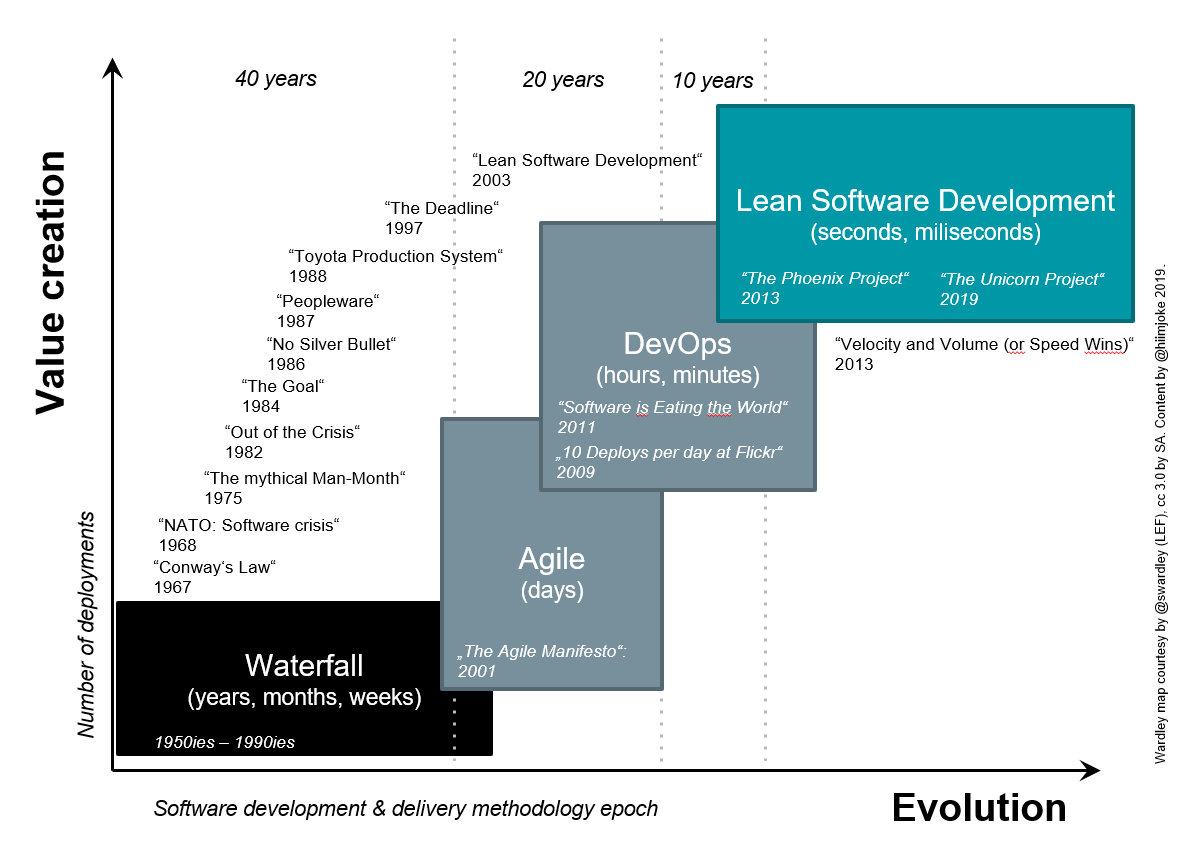 40 years
20 years
10 years
Value creation
Number of deployments
“Lean Software Development“
2003
“The Deadline“
1997
“Toyota Production System“
1988
“Peopleware“
1987
“No Silver Bullet“
1986
“The Goal“
1984
“Out of the Crisis“
1982
“The mythical Man-Month“
1975
“NATO: Software crisis“
1968
“Conway‘s Law“
1967
Waterfall
(years, months, weeks)
1950ies – 1990ies
Agile
(days)
„The Agile Manifesto“:
2001
DevOps
(hours, minutes)
“Software is Eating the World“
2011
„10 Deploys per day at Flickr“
2009
Lean Software Development
(seconds, miliseconds)
“The Phoenix Project“
2013
“The Unicorn Project“
2019
“Velocity and Volume (or Speed Wins)“
2013
Software development & delivery methodology epoch
Evolution
Wardley map courtesy by @swardley (LEF), cc 3.0 by SA. Content by @hiimjoke 2019.